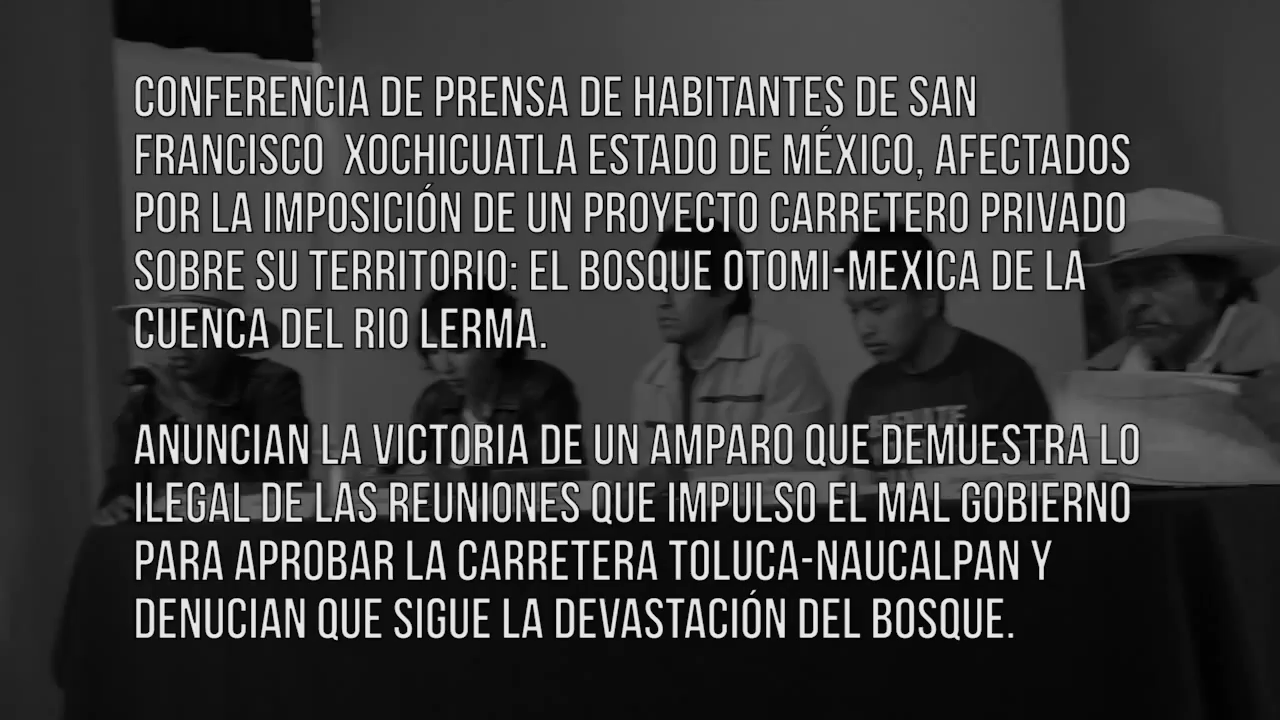 CONFERENCIA DE PRENSA DE HABITANTES DE SAN
FRANCISCO XOCHICUATLA ESTADO DE MÉXICO, AFECTADOS
POR LA IMPOSICIÓN DE UN PROYECTO CARRETERO PRIVADO
SOBRE SU TERRITORIO: EL BOSQUE OTOMI-MEXICA DE LA
CUENCA DEL RIO LERMA.
ANUNCIAN LA VICTORIA DE UN AMPARO QUE DEMUESTRA LO
ILEGAL DE LAS REUNIONES QUE IMPULSO EL MAL GOBIERNO
PARA APROBAR LA CARRETERA TOLUCA-NAUCALPAN Y
DENUCIAN QUE SIGUE LA DEVASTACIÓN DEL BOSQUE.